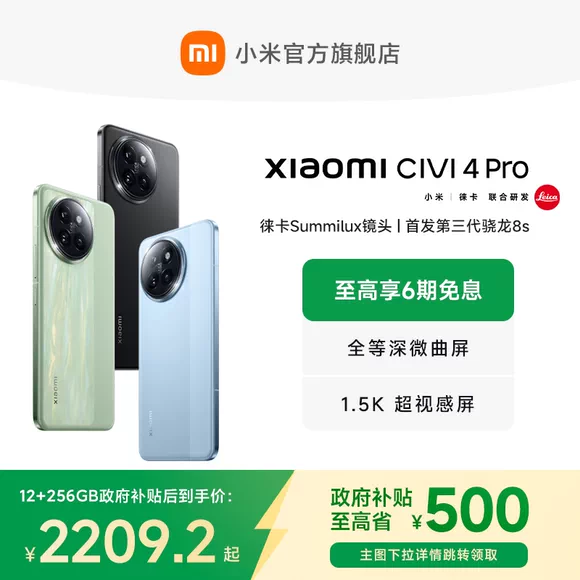 小米官方旗舰店
xiaomi CIVI 4 Pro
小米 | 徕卡 联合研发
Leica
徕卡Summilux镜头 | 首发第三代骁龙8s
至高享6期免息
全等深微曲屏
1.5K 超视感屏
xiaomi
xiaomi
xiaomi
12+256GB政府补贴后到手价:
¥2209.2起
政府补贴
至高省 ¥500
主图下拉详情跳转领取